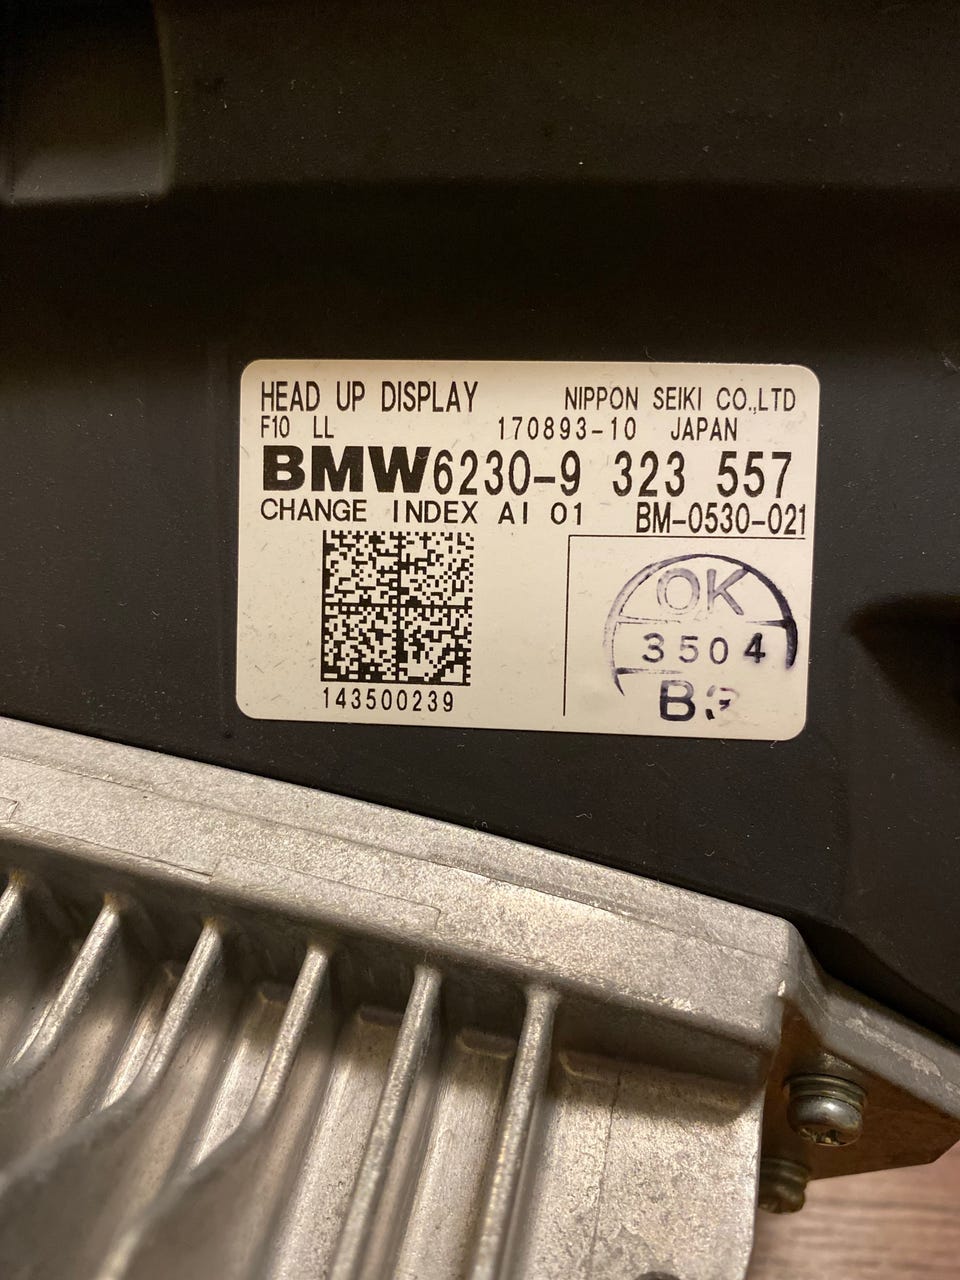 HEAD UP DISPLAY NIPPON SEIKI CO.,LTD
F10 LL 170893-10 JAPAN
BMW6230-9 323 557
CHANGE INDEX AI 01 BM-0530-021
OK
3504
143500239